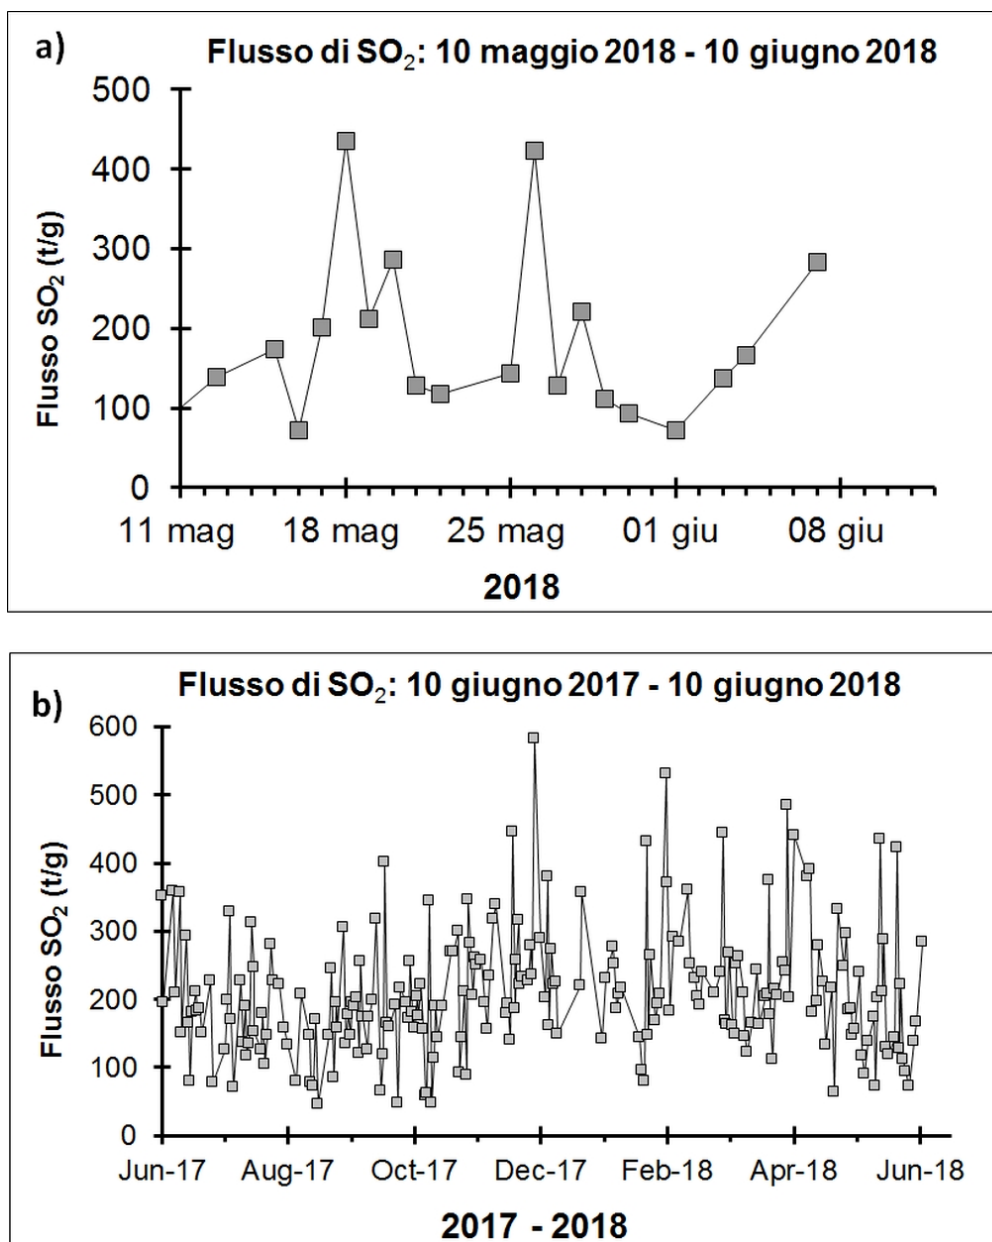 a)
Flusso di SO₂: 10 maggio 2018 - 10 giugno 2018
500
400
300
200
100
0
Flusso SO₂ (t/g)
11 mag 18 mag 25 mag 01 giu 08 giu
2018
b)
Flusso di SO₂: 10 giugno 2017 - 10 giugno 2018
600
500
400
300
200
100
0
Flusso SO₂ (t/g)
Jun-17 Aug-17 Oct-17 Dec-17 Feb-18 Apr-18 Jun-18
2017 - 2018